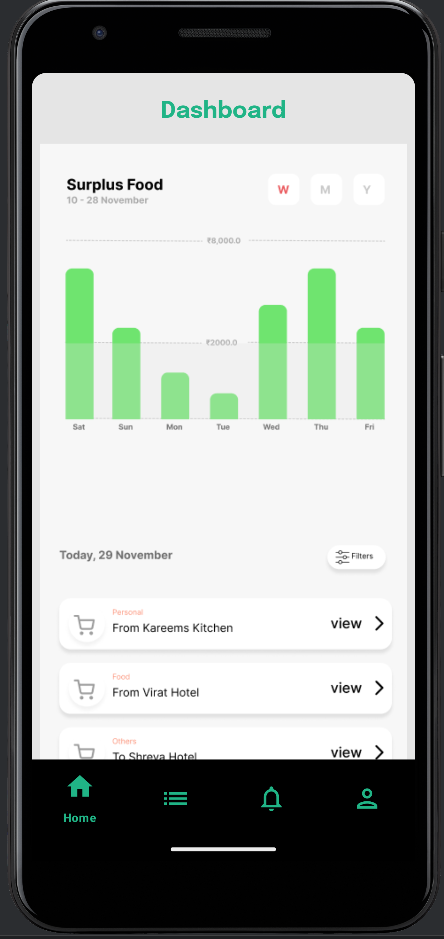 Dashboard
Surplus Food
10 - 28 November
W M Y
₹8,000.0
₹2000.0
Sat Sun Mon Tue Wed Thu Fri
Today, 29 November
Filters
Personal
From Kareems Kitchen
view
Food
From Virat Hotel
view
Others
To Shreya Hotel
view
Home